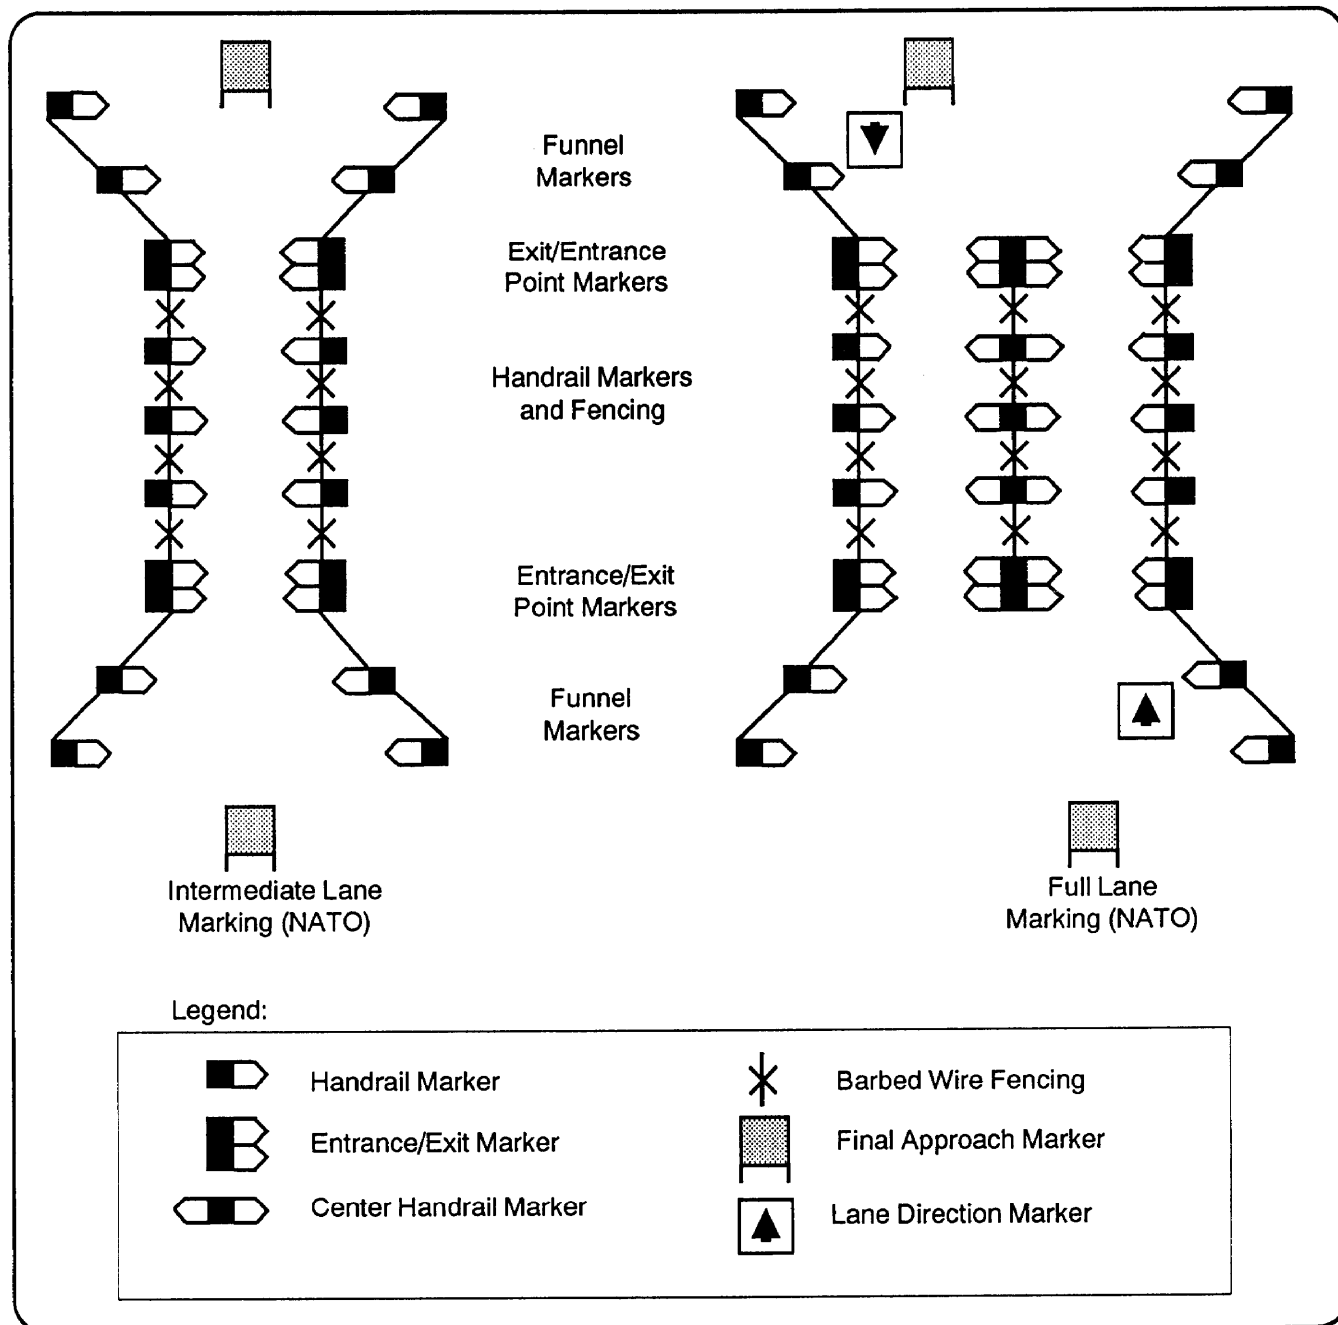 Funnel
Markers
Exit/Entrance
Point Markers
Handrail Markers
and Fencing
Entrance/Exit
Point Markers
Funnel
Markers
Intermediate Lane
Marking (NATO)
Full Lane
Marking (NATO)
Legend:
Handrail Marker
Entrance/Exit Marker
Center Handrail Marker
Barbed Wire Fencing
Final Approach Marker
Lane Direction Marker